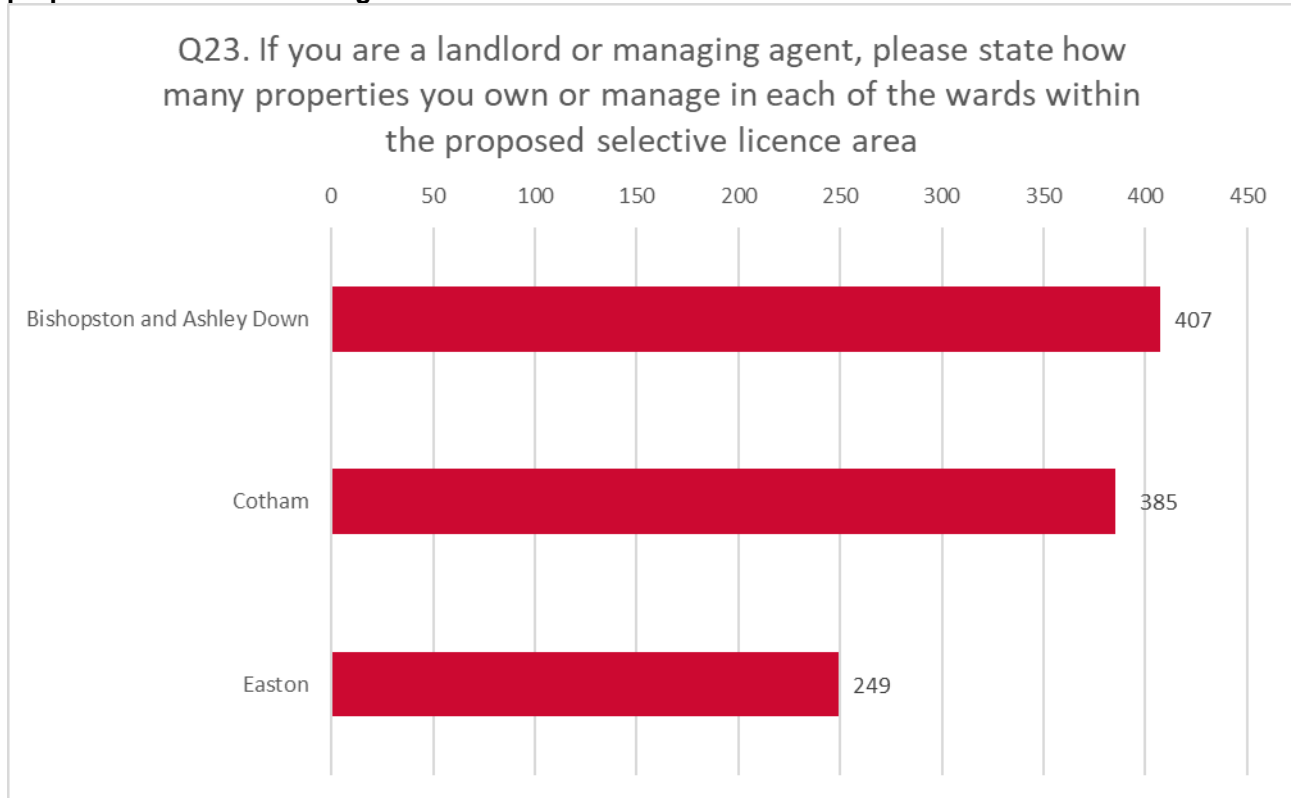 Q23. If you are a landlord or managing agent, please state how
many properties you own or manage in each of the wards within
the proposed selective licence area
0 50 100 150 200 250 300 350 400 450
Bishopston and Ashley Down 407
Cotham 385
Easton 249